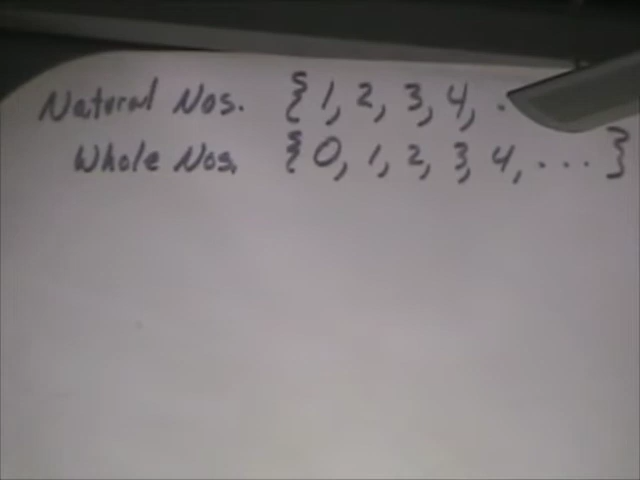 Natural Nos. { 1, 2, 3, 4, .
Whole Nos. { 0, 1, 2, 3, 4, ... }